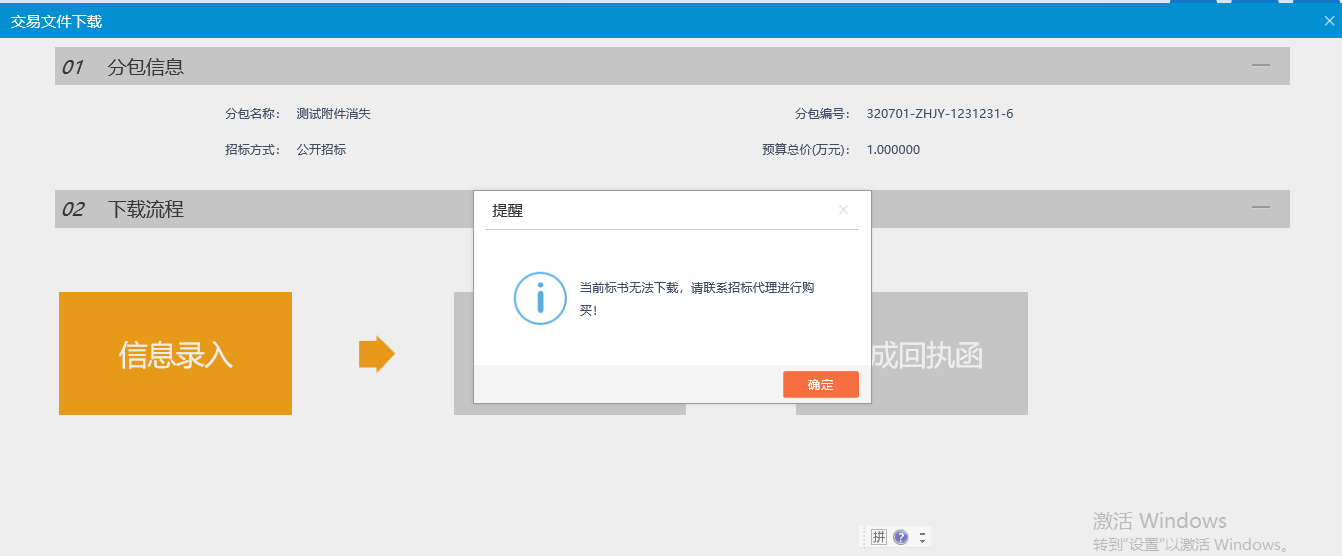 交易文件下载
01 分包信息
分包名称： 测试附件消失 分包编号： 320701-ZHJY-1231231-6
招标方式： 公开招标 预算总价(万元)： 1.000000
02 下载流程
提醒
当前标书无法下载，请联系招标代理进行购
买！
确定
信息录入
成回执函
激活 Windows
转到“设置”以激活 Windows。
拼